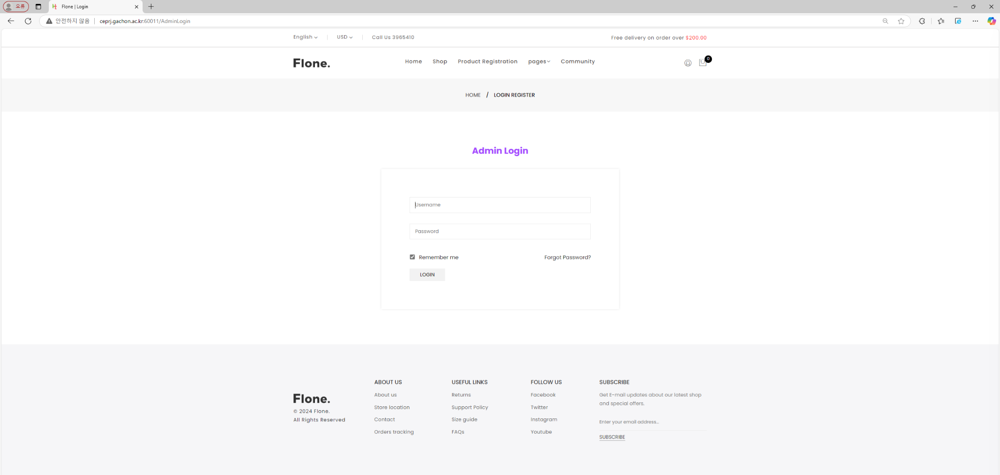 오류
Flone | Login
안전하지 않음
ceprj.gachon.ac.kr:60011/AdminLogin
English
USD
Call Us 3965410
Free delivery on order over $200.00
Flone.
Home
Shop
Product Registration
pages
Community
0
HOME / LOGIN REGISTER
Admin Login
Username
Password
Remember me
Forgot Password?
LOGIN
Flone.
© 2024 Flone.
All Rights Reserved
ABOUT US
About us
Store location
Contact
Orders tracking
USEFUL LINKS
Returns
Support Policy
Size guide
FAQs
FOLLOW US
Facebook
Twitter
Instagram
Youtube
SUBSCRIBE
Get E-mail updates about our latest shop
and special offers.
Enter your email address...
SUBSCRIBE